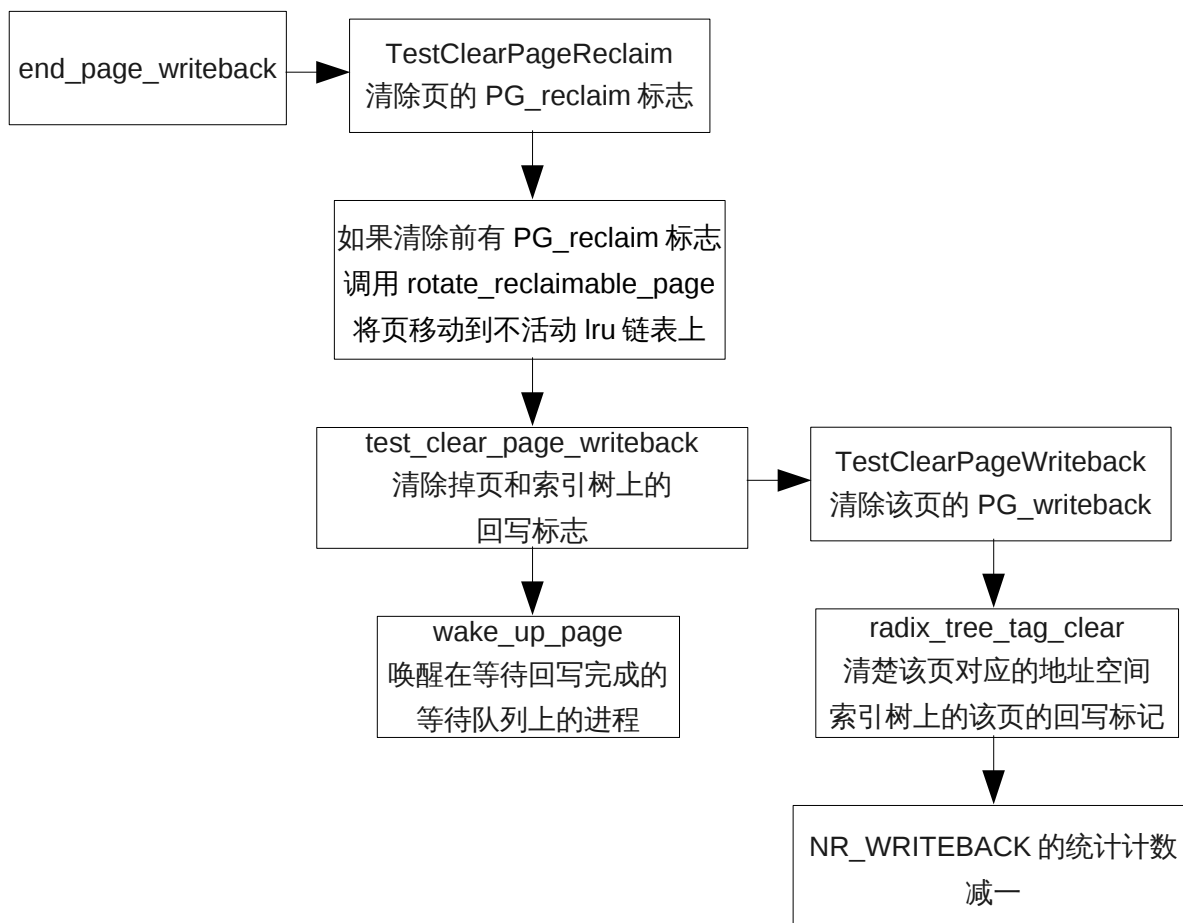 end_page_writeback
TestClearPageReclaim
清除页的 PG_reclaim 标志
如果清除前有 PG_reclaim 标志
调用 rotate_reclaimable_page
将页移动到不活动 lru 链表上
test_clear_page_writeback
清除掉页和索引树上的
回写标志
TestClearPageWriteback
清除该页的 PG_writeback
wake_up_page
唤醒在等待回写完成的
等待队列上的进程
radix_tree_tag_clear
清楚该页对应的地址空间
索引树上的该页的回写标记
NR_WRITEBACK 的统计计数
减一